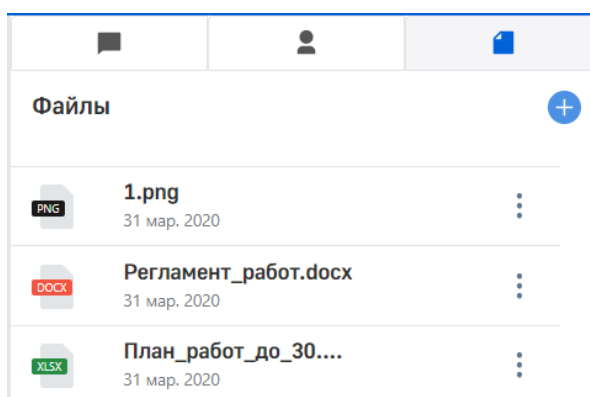 Файлы
PNG
1.png
31 мар. 2020
DOCX
Регламент_работ.docx
31 мар. 2020
XLSX
План_работ_до_30....
31 мар. 2020